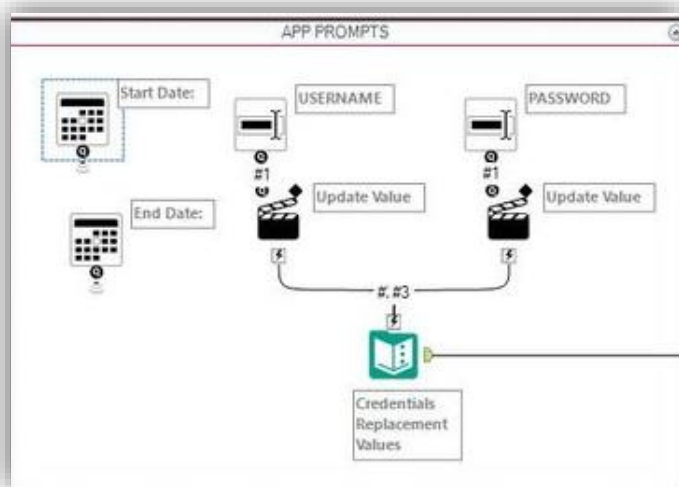 APP PROMPTS
Start Date:
USERNAME
PASSWORD
#1
#1
End Date:
Update Value
Update Value
#. #3
Credentials
Replacement
Values